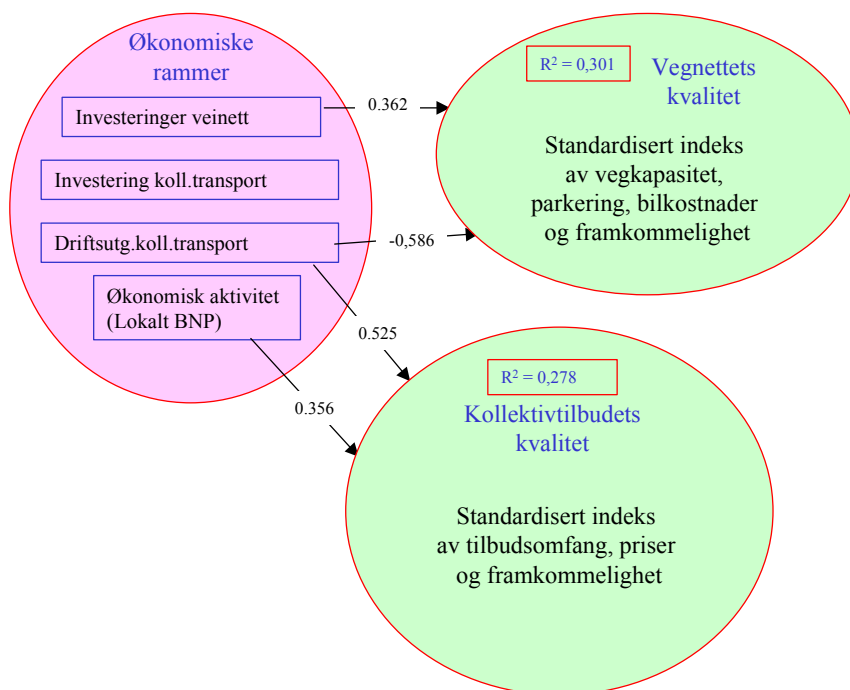 Økonomiske
rammer
Investeringer veinett
Investering koll.transport
Driftsutg.koll.transport
Økonomisk aktivitet
(Lokalt BNP)
0.362
-0,586
0.525
0.356
R² = 0,301
Vegnettets
kvalitet
Standardisert indeks
av vegkapasitet,
parkering, bilkostnader
og framkommelighet
R² = 0,278
Kollektivtilbudets
kvalitet
Standardisert indeks
av tilbudsomfang, priser
og framkommelighet